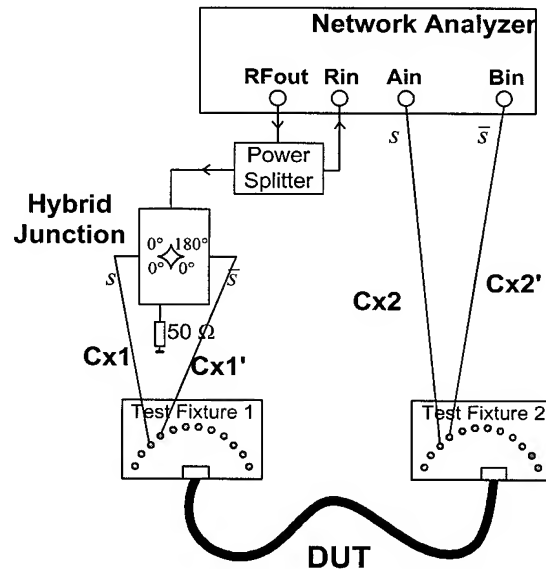 Network Analyzer
RFout Rin Ain Bin
s s̅
Power
Splitter
Hybrid
Junction
0° 180°
0° 0°
s s̅
50 Ω
Cx1 Cx1'
Cx2 Cx2'
Test Fixture 1
Test Fixture 2
DUT